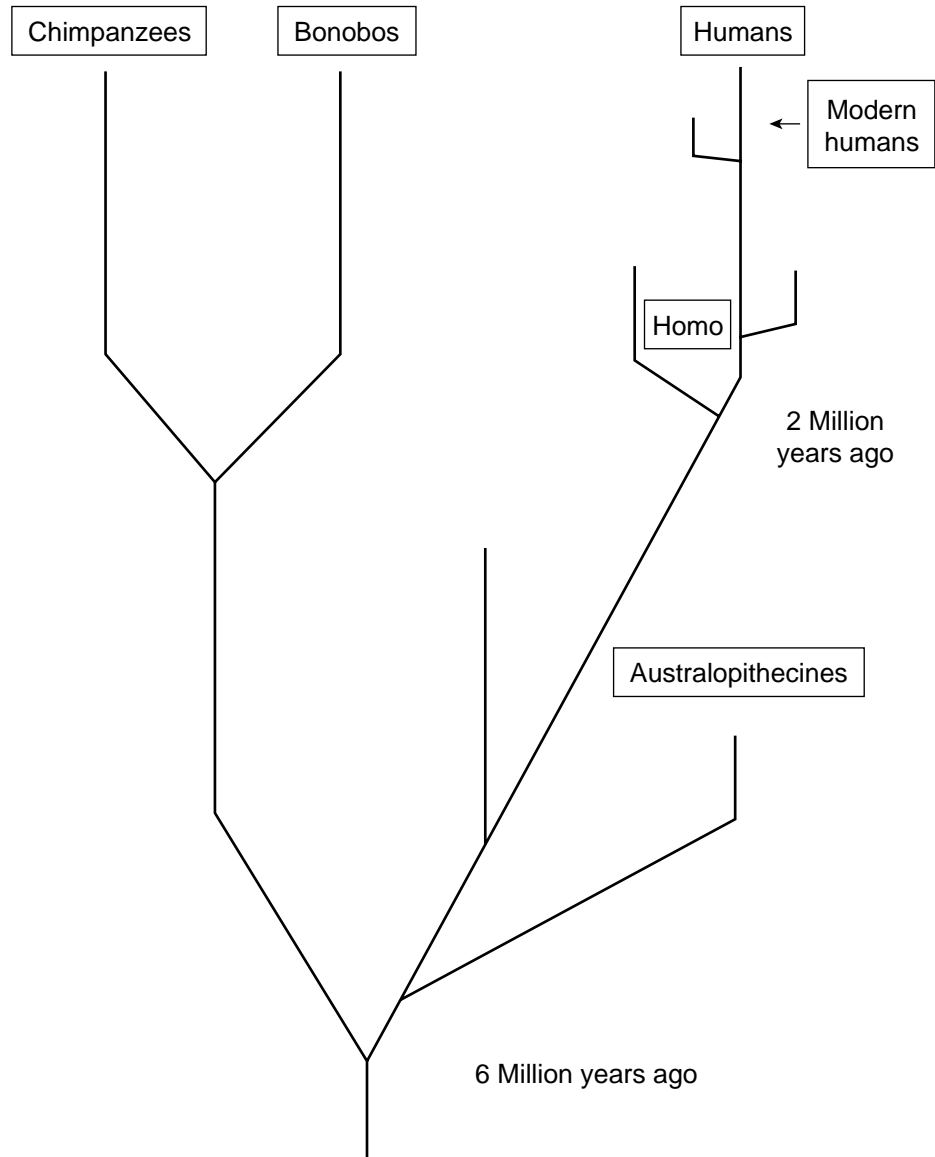 Chimpanzees
Bonobos
Humans
Modern
humans
Homo
2 Million
years ago
Australopithecines
6 Million years ago